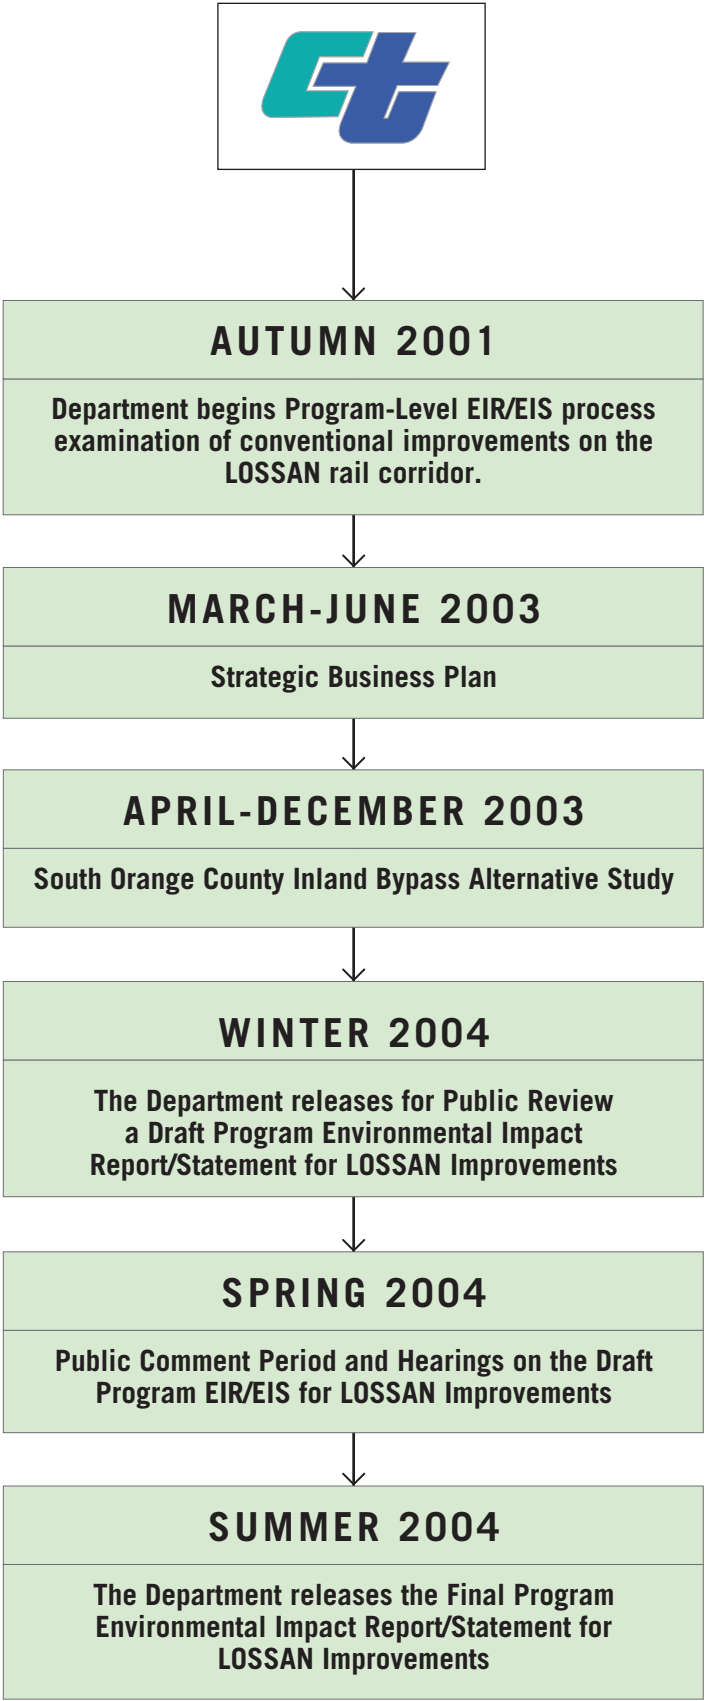 ct
AUTUMN 2001
Department begins Program-Level EIR/EIS process
examination of conventional improvements on the
LOSSAN rail corridor.
MARCH-JUNE 2003
Strategic Business Plan
APRIL-DECEMBER 2003
South Orange County Inland Bypass Alternative Study
WINTER 2004
The Department releases for Public Review
a Draft Program Environmental Impact
Report/Statement for LOSSAN Improvements
SPRING 2004
Public Comment Period and Hearings on the Draft
Program EIR/EIS for LOSSAN Improvements
SUMMER 2004
The Department releases the Final Program
Environmental Impact Report/Statement for
LOSSAN Improvements